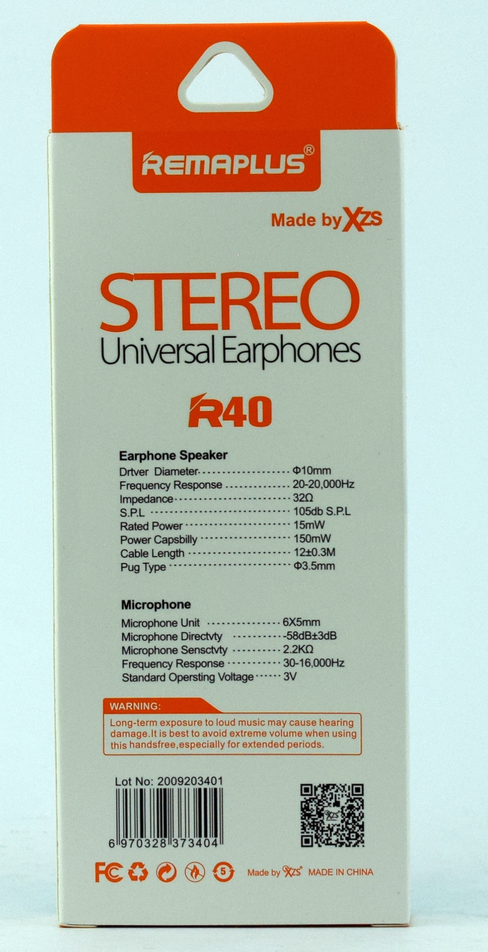 REMAPLUS®
Made by XZS
STEREO
Universal Earphones
R40
Earphone Speaker
Drtver Diameter Φ10mm
Frequency Response 20-20,000Hz
Impedance 32Ω
S.P.L 105db S.P.L
Rated Power 15mW
Power Capsbilly 150mW
Cable Length 12±0.3M
Pug Type Φ3.5mm
Microphone
Microphone Unit 6X5mm
Microphone Directvty -58dB±3dB
Microphone Sensctvty 2.2KΩ
Frequency Response 30-16,000Hz
Standard Opersting Voltage 3V
WARNING:
Long-term exposure to loud music may cause hearing
damage.It is best to avoid extreme volume when using
this handsfree,especially for extended periods.
Lot No: 2009203401
6 970328 373404
XZS
FC 5 Made by XZS MADE IN CHINA